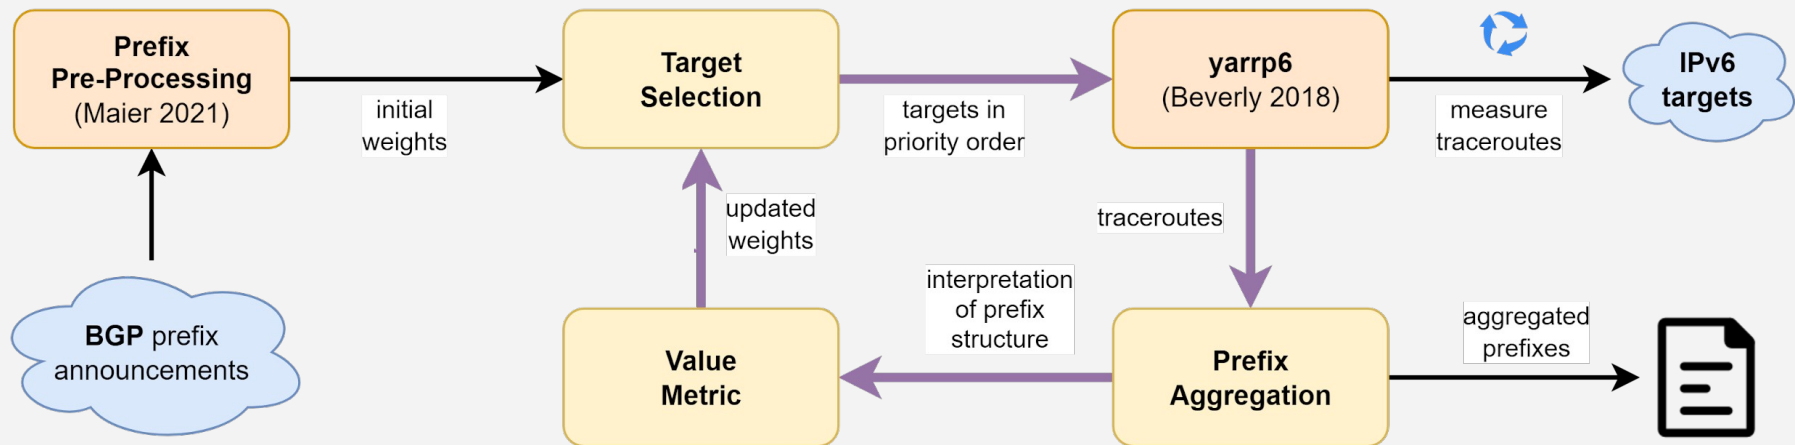 Prefix
Pre-Processing
(Maier 2021)
initial
weights
Target
Selection
targets in
priority order
yarrp6
(Beverly 2018)
measure
traceroutes
IPv6
targets
updated
weights
traceroutes
BGP prefix
announcements
Value
Metric
interpretation
of prefix
structure
Prefix
Aggregation
aggregated
prefixes